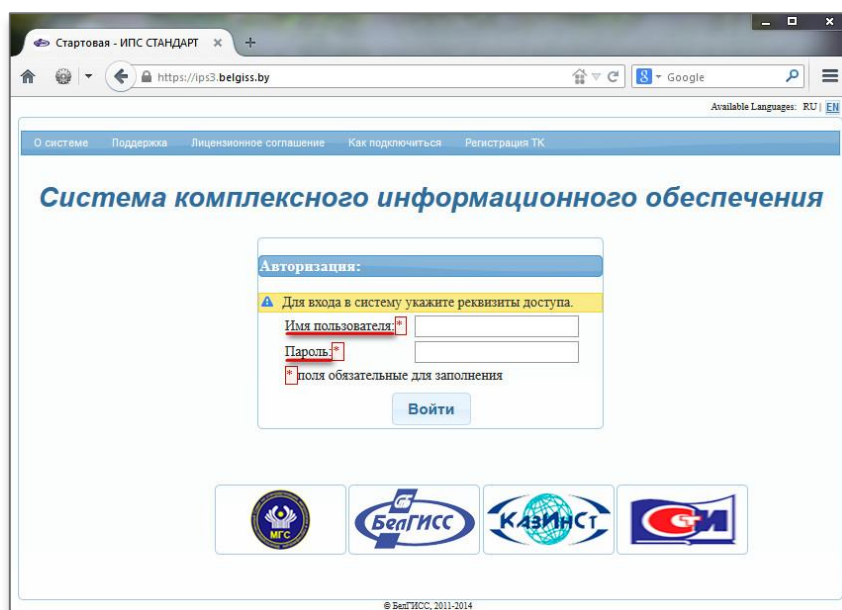 Стартовая - ИПС СТАНДАРТ
https://ips3.belgiss.by
Google
Available Languages: RU | EN
О системе Поддержка Лицензионное соглашение Как подключиться Регистрация ТК
Система комплексного информационного обеспечения
Авторизация:
Для входа в систему укажите реквизиты доступа.
Имя пользователя:*
Пароль:*
* поля обязательные для заполнения
Войти
МГС БелГИСС КазИнСт
© БелГИСС, 2011-2014